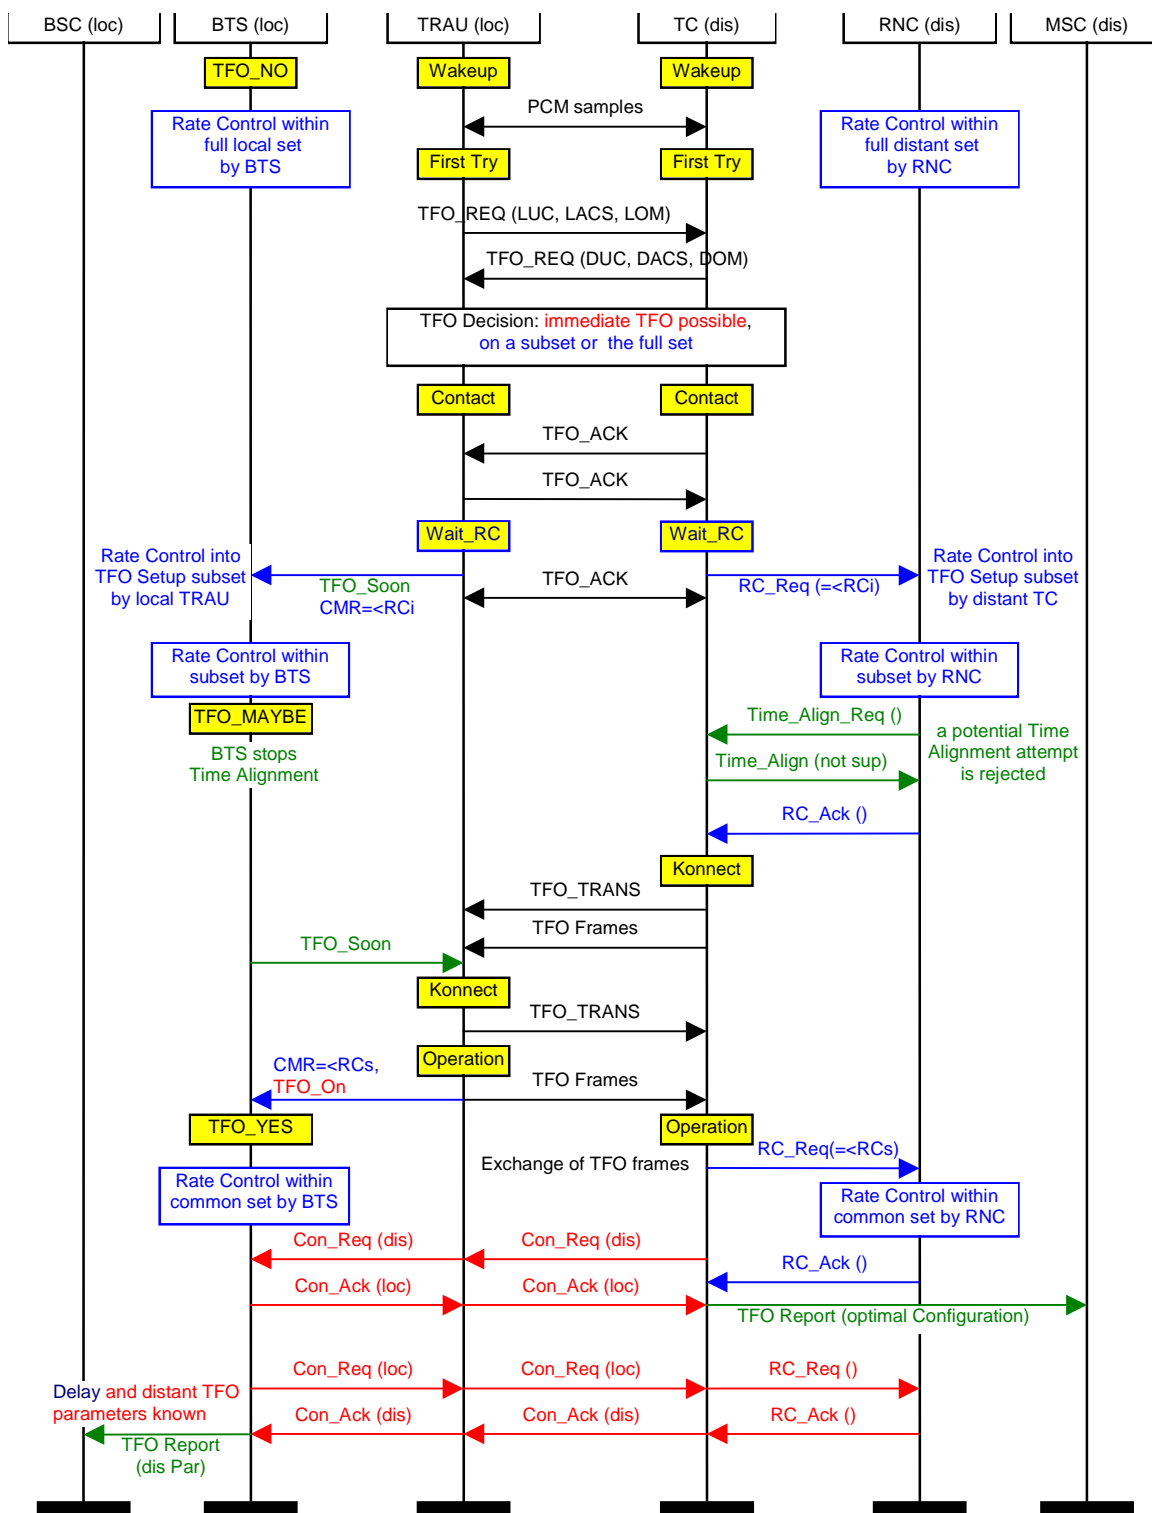 BSC (loc)
BTS (loc)
TRAU (loc)
TC (dis)
RNC (dis)
MSC (dis)
TFO_NO
Wakeup
Wakeup
PCM samples
Rate Control within
full local set
by BTS
Rate Control within
full distant set
by RNC
First Try
First Try
TFO_REQ (LUC, LACS, LOM)
TFO_REQ (DUC, DACS, DOM)
TFO Decision: immediate TFO possible,
on a subset or  the full set
Contact
Contact
TFO_ACK
TFO_ACK
Wait_RC
Wait_RC
Rate Control into
TFO Setup subset
by local TRAU
TFO_Soon
CMR=<RCi
TFO_ACK
RC_Req (=<RCi)
Rate Control into
TFO Setup subset
by distant TC
Rate Control within
subset by BTS
Rate Control within
subset by RNC
TFO_MAYBE
Time_Align_Req ()
BTS stops
Time Alignment
a potential Time
Alignment attempt
is rejected
Time_Align (not sup)
RC_Ack ()
Konnect
TFO_TRANS
TFO Frames
TFO_Soon
Konnect
TFO_TRANS
Operation
CMR=<RCs,
TFO_On
TFO Frames
TFO_YES
Operation
Exchange of TFO frames
RC_Req(=<RCs)
Rate Control within
common set by BTS
Rate Control within
common set by RNC
Con_Req (dis)
Con_Req (dis)
RC_Ack ()
Con_Ack (loc)
Con_Ack (loc)
TFO Report (optimal Configuration)
Con_Req (loc)
Con_Req (loc)
RC_Req ()
Delay and distant TFO
parameters known
Con_Ack (dis)
Con_Ack (dis)
RC_Ack ()
TFO Report
(dis Par)